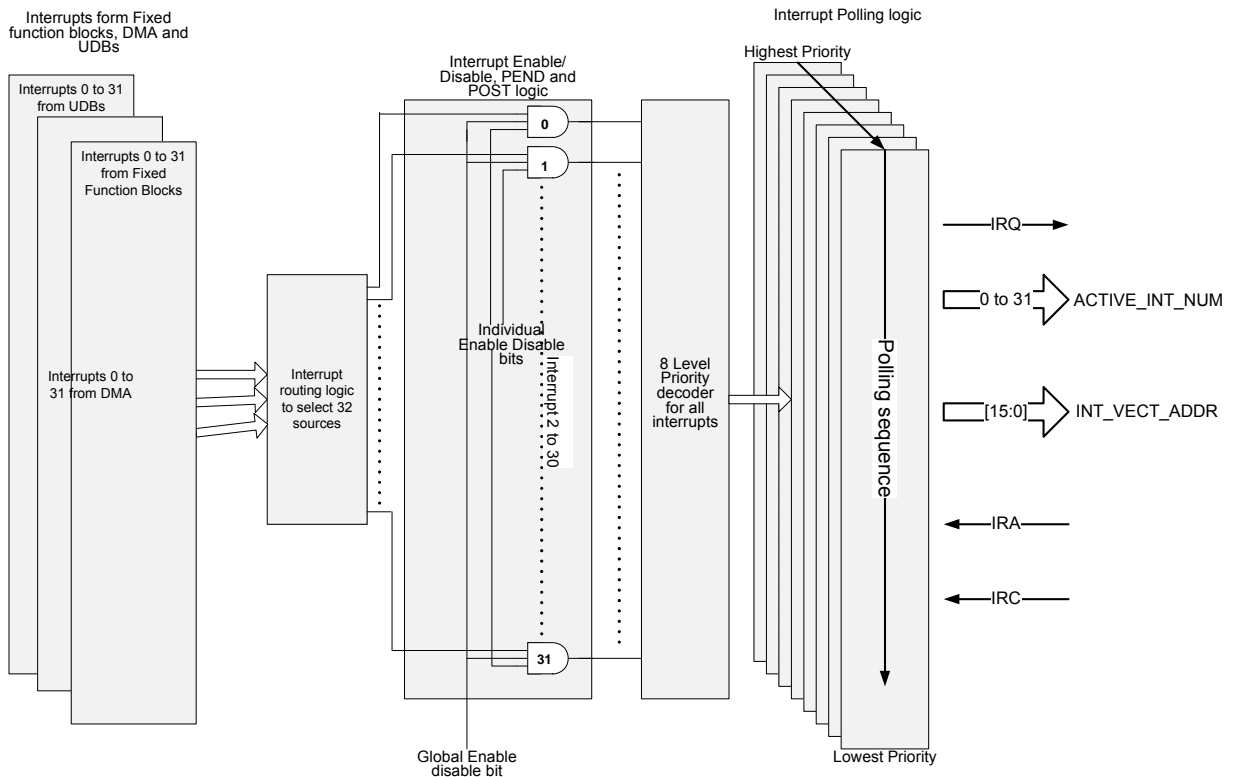 Interrupts form Fixed
function blocks, DMA and
UDBs
Interrupt Polling logic
Highest Priority
Interrupt Enable/
Disable, PEND and
POST logic
Interrupts 0 to 31
from UDBs
Interrupts 0 to 31
from Fixed
Function Blocks
Interrupts 0 to
31 from DMA
Interrupt
routing logic
to select 32
sources
0
1
Individual
Enable Disable
bits
Interrupt 2 to 30
31
Global Enable
disable bit
8 Level
Priority
decoder
for all
interrupts
Polling sequence
Lowest Priority
IRQ
0 to 31
ACTIVE_INT_NUM
[15:0]
INT_VECT_ADDR
IRA
IRC